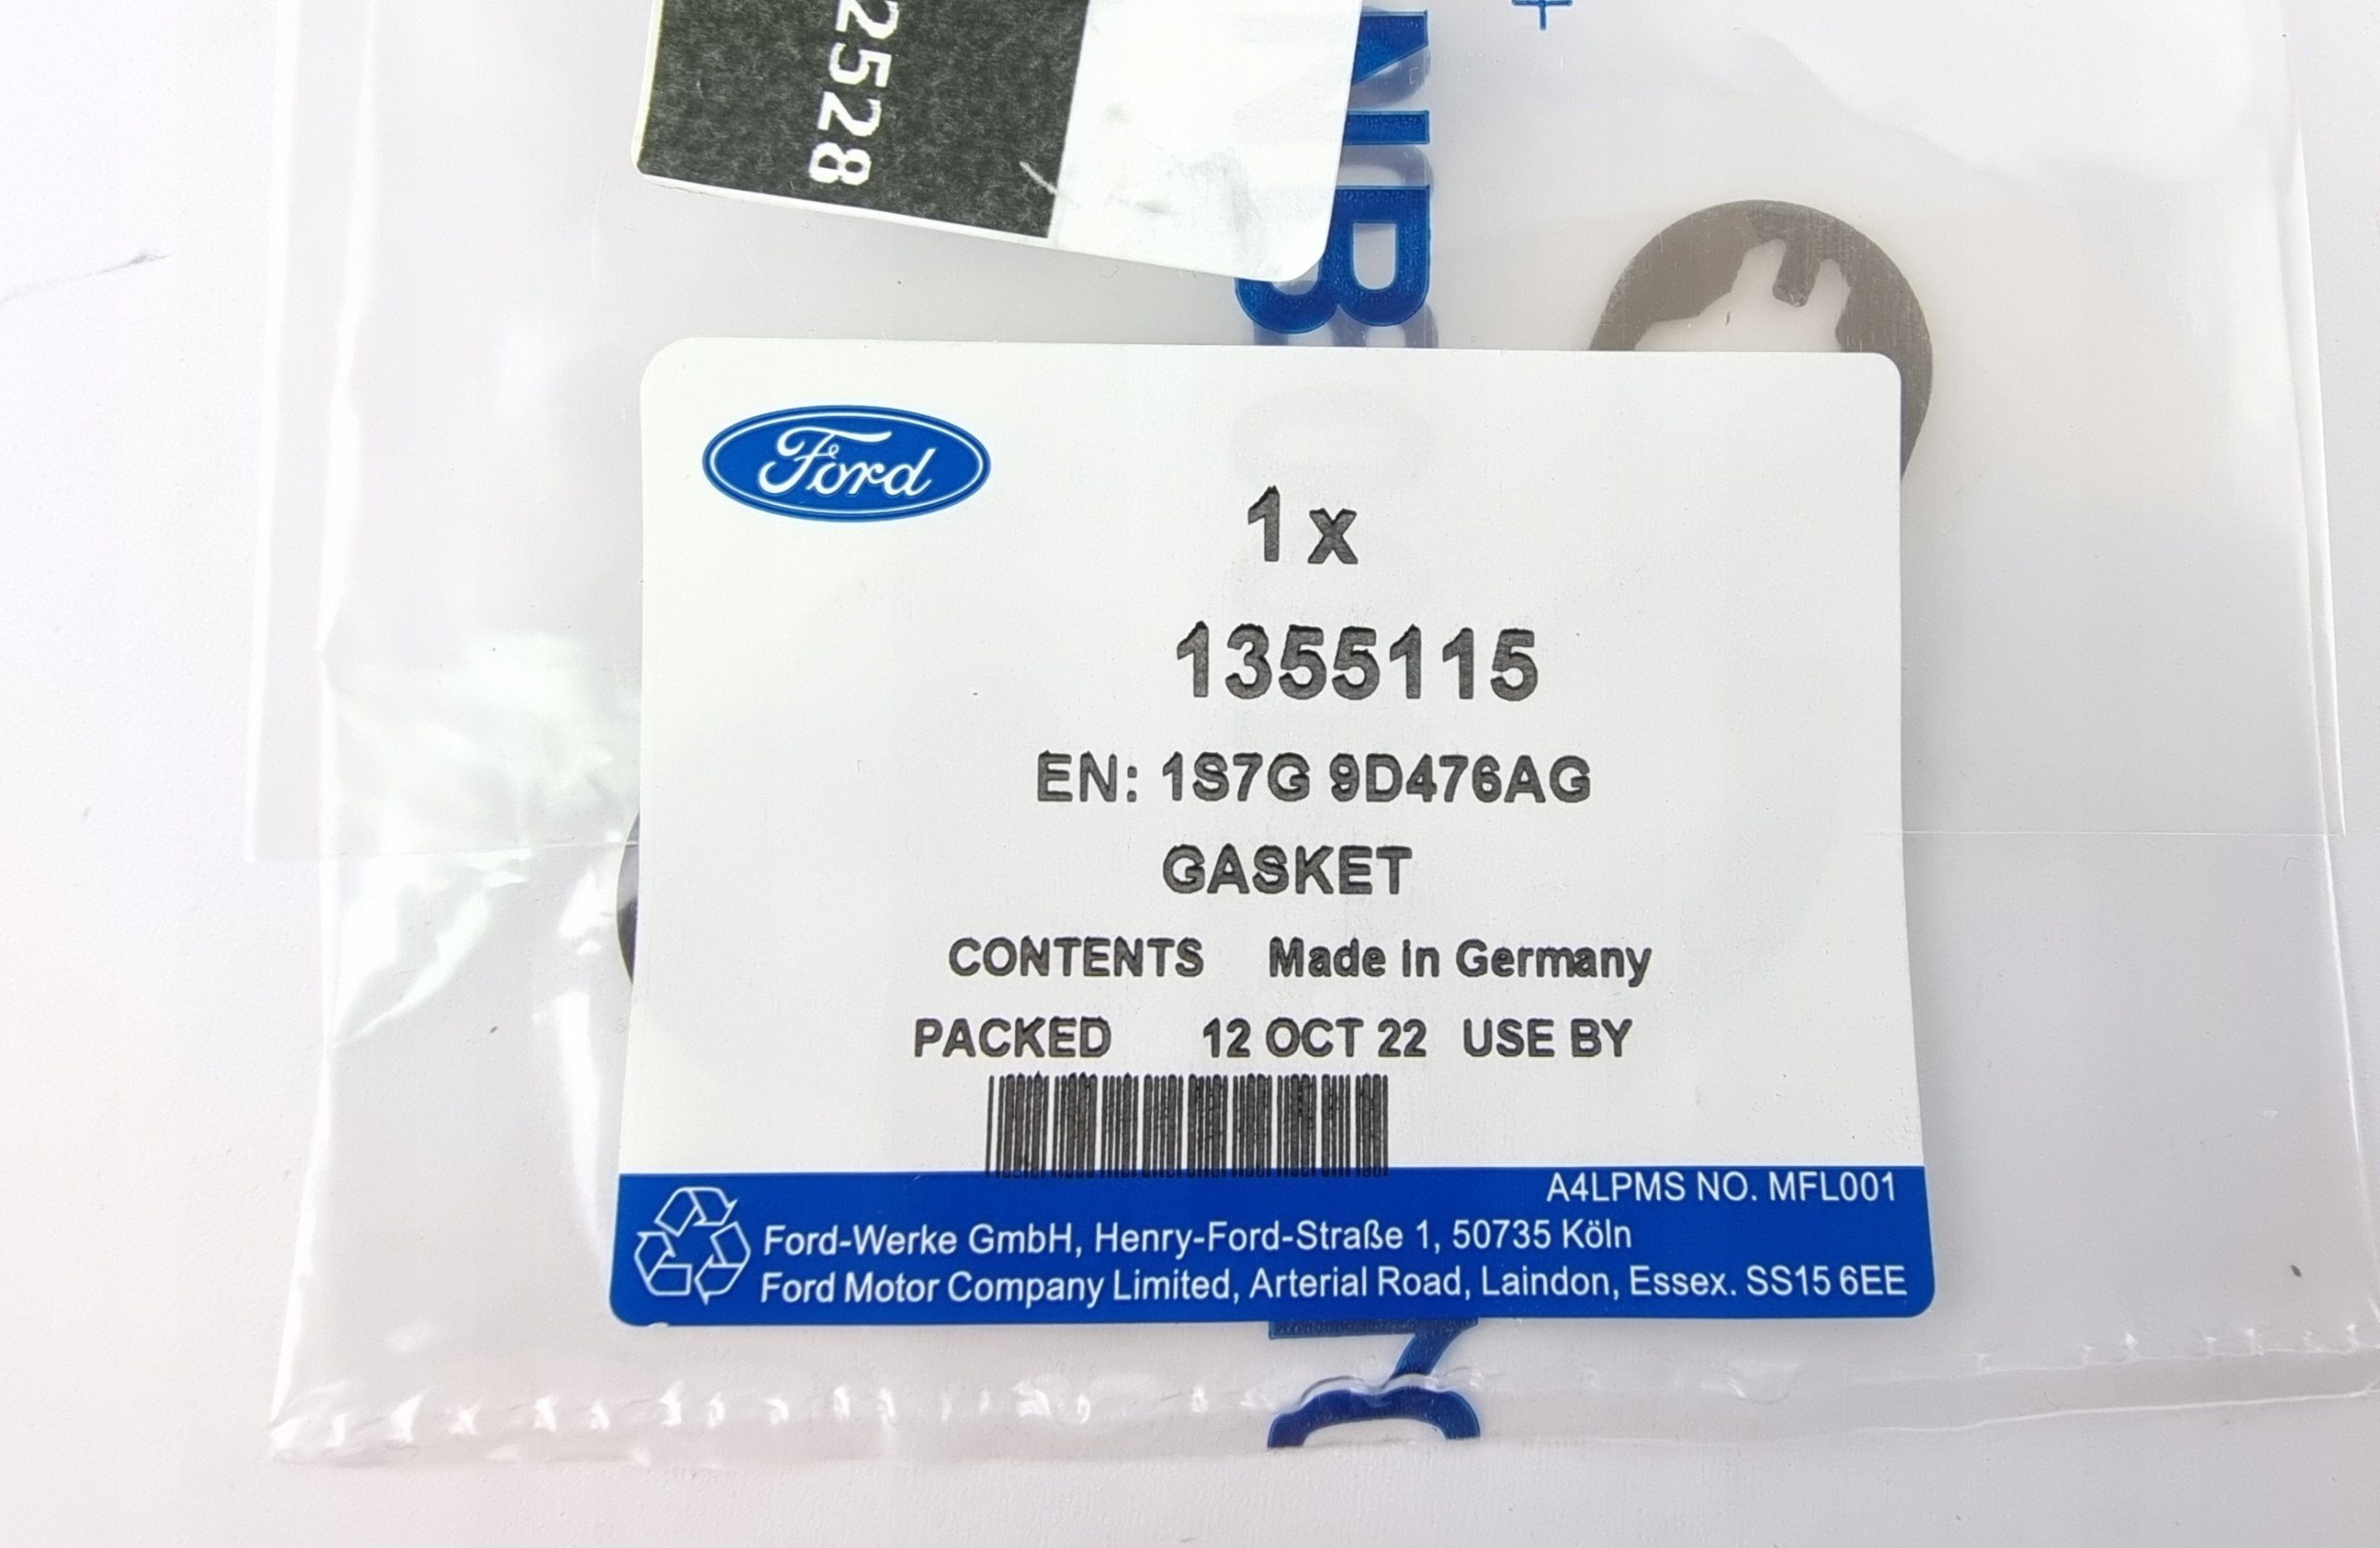 2528
Ford
1 x
1355115
EN: 1S7G 9D476AG
GASKET
CONTENTS Made in Germany
PACKED 12 OCT 22 USE BY
A4LPMS NO. MFL001
Ford-Werke GmbH, Henry-Ford-Straße 1, 50735 Köln
Ford Motor Company Limited, Arterial Road, Laindon, Essex. SS15 6EE